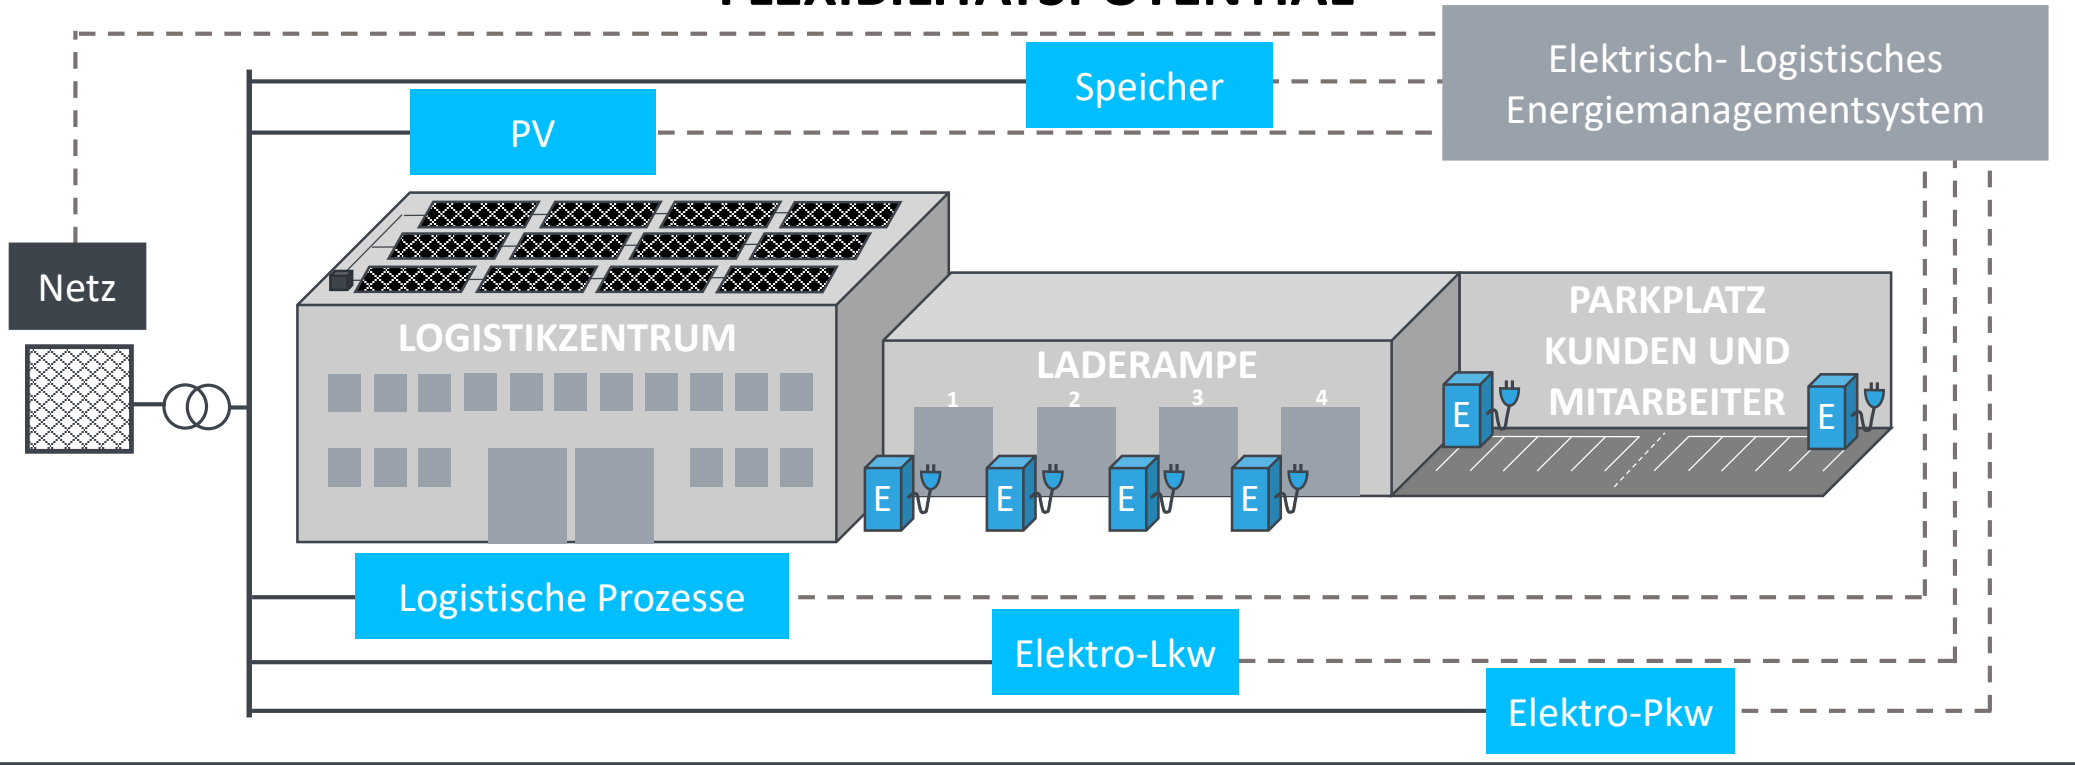 FLEXIBILITÄTSPOTENTIAL
Elektrisch- Logistisches
Energiemanagementsystem
Speicher
PV
Netz
LOGISTIKZENTRUM
LADERAMPE
1 2 3 4
PARKPLATZ
KUNDEN UND
MITARBEITER
E E
E E E E
Logistische Prozesse
Elektro-Lkw
Elektro-Pkw